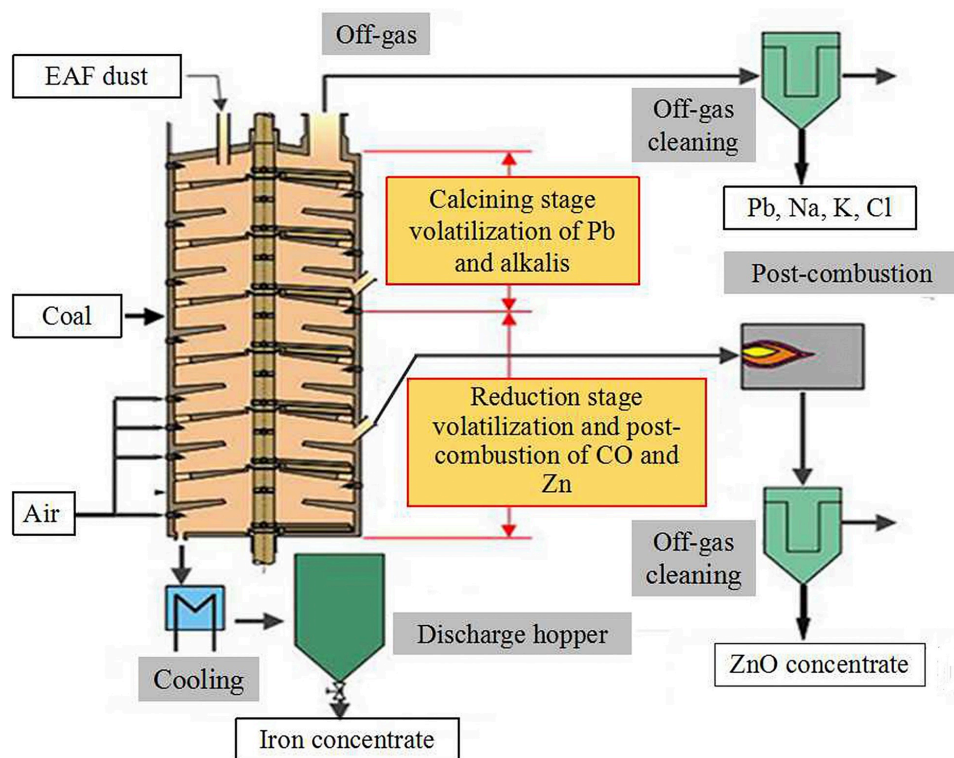 Off-gas
EAF dust
Off-gas
cleaning
Pb, Na, K, Cl
Calcining stage
volatilization of Pb
and alkalis
Post-combustion
Coal
Reduction stage
volatilization and post-
combustion of CO and
Zn
Air
Off-gas
cleaning
Discharge hopper
Cooling
ZnO concentrate
Iron concentrate